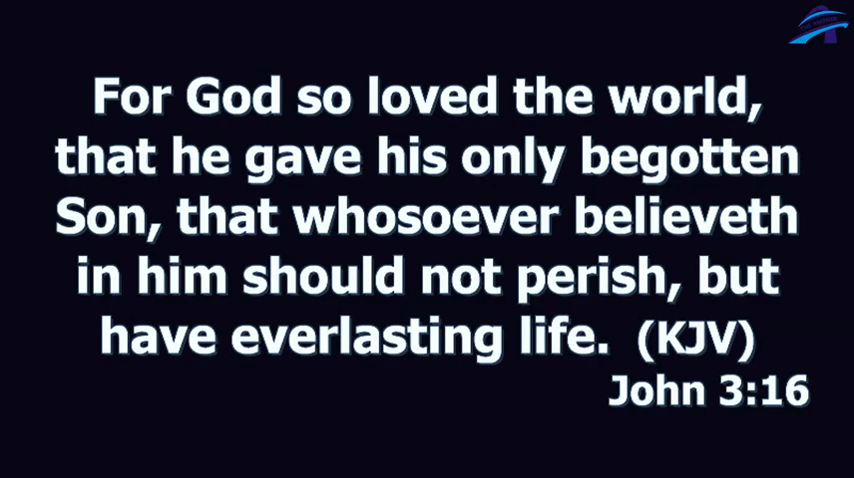 For God so loved the world,
that he gave his only begotten
Son, that whosoever believeth
in him should not perish, but
have everlasting life. (KJV)
John 3:16